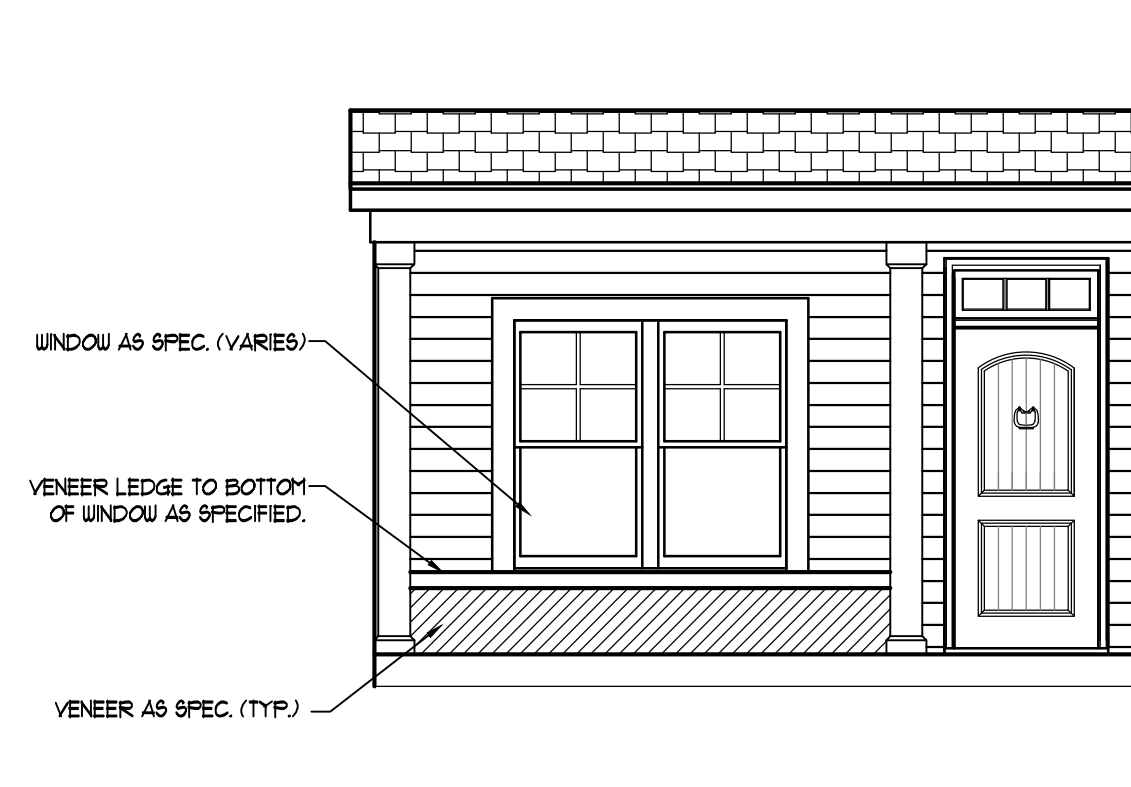 WINDOW AS SPEC. (VARIES)
VENEER LEDGE TO BOTTOM
OF WINDOW AS SPECIFIED.
VENEER AS SPEC. (TYP.)